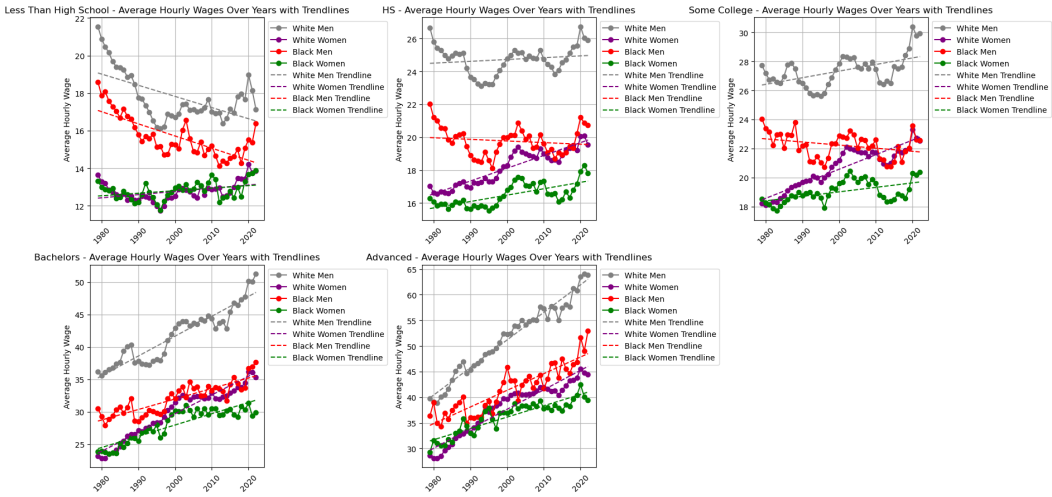 Less Than High School - Average Hourly Wages Over Years with Trendlines
22
20
18
16
14
12
Average Hourly Wage
1980
1990
2000
2010
2020
White Men
White Women
Black Men
Black Women
White Men Trendline
White Women Trendline
Black Men Trendline
Black Women Trendline
HS - Average Hourly Wages Over Years with Trendlines
26
24
22
20
18
16
Average Hourly Wage
1980
1990
2000
2010
2020
White Men
White Women
Black Men
Black Women
White Men Trendline
White Women Trendline
Black Men Trendline
Black Women Trendline
Some College - Average Hourly Wages Over Years with Trendlines
30
28
26
24
22
20
18
Average Hourly Wage
1980
1990
2000
2010
2020
White Men
White Women
Black Men
Black Women
White Men Trendline
White Women Trendline
Black Men Trendline
Black Women Trendline
Bachelors - Average Hourly Wages Over Years with Trendlines
50
45
40
35
30
25
Average Hourly Wage
1980
1990
2000
2010
2020
White Men
White Women
Black Men
Black Women
White Men Trendline
White Women Trendline
Black Men Trendline
Black Women Trendline
Advanced - Average Hourly Wages Over Years with Trendlines
65
60
55
50
45
40
35
30
Average Hourly Wage
1980
1990
2000
2010
2020
White Men
White Women
Black Men
Black Women
White Men Trendline
White Women Trendline
Black Men Trendline
Black Women Trendline